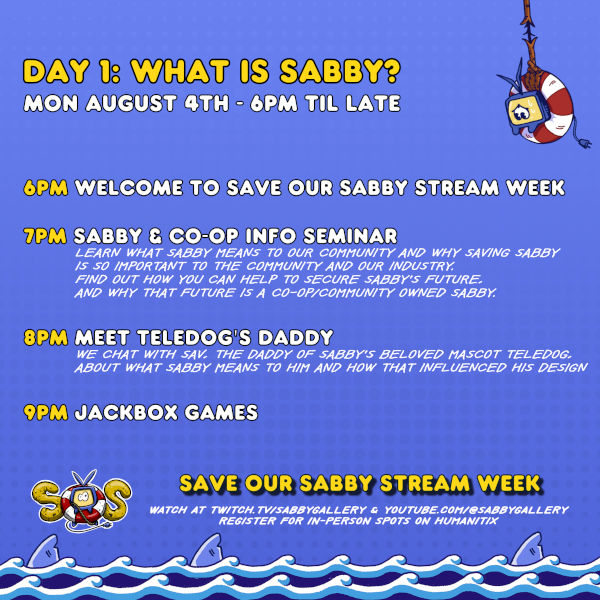 DAY 1: WHAT IS SABBY?
MON AUGUST 4TH - 6PM TIL LATE
6PM WELCOME TO SAVE OUR SABBY STREAM WEEK
7PM SABBY & CO-OP INFO SEMINAR
LEARN WHAT SABBY MEANS TO OUR COMMUNITY AND WHY SAVING SABBY
IS SO IMPORTANT TO THE COMMUNITY AND OUR INDUSTRY.
FIND OUT HOW YOU CAN HELP TO SECURE SABBY'S FUTURE.
AND WHY THAT FUTURE IS A CO-OP/COMMUNITY OWNED SABBY.
8PM MEET TELEDOG'S DADDY
WE CHAT WITH SAV. THE DADDY OF SABBY'S BELOVED MASCOT TELEDOG.
ABOUT WHAT SABBY MEANS TO HIM AND HOW THAT INFLUENCED HIS DESIGN
9PM JACKBOX GAMES
SOS
SAVE OUR SABBY STREAM WEEK
WATCH AT TWITCH.TV/SABBYGALLERY & YOUTUBE.COM/@SABBYGALLERY
REGISTER FOR IN-PERSON SPOTS ON HUMANITIX